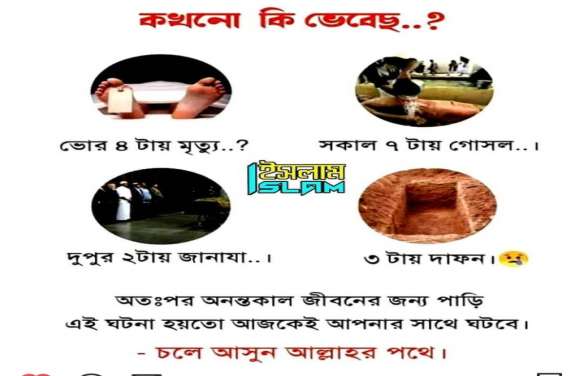 কখনো কি ভেবেছ..?
ভোর ৪ টায় মৃত্যু..?
সকাল ৭ টায় গোসল..।
ইসলাম
ISLAM
দুপুর ২টায় জানাযা..।
৩ টায় দাফন।😢
অতঃপর অনন্তকাল জীবনের জন্য পাড়ি
এই ঘটনা হয়তো আজকেই আপনার সাথে ঘটবে।
- চলে আসুন আল্লাহর পথে।